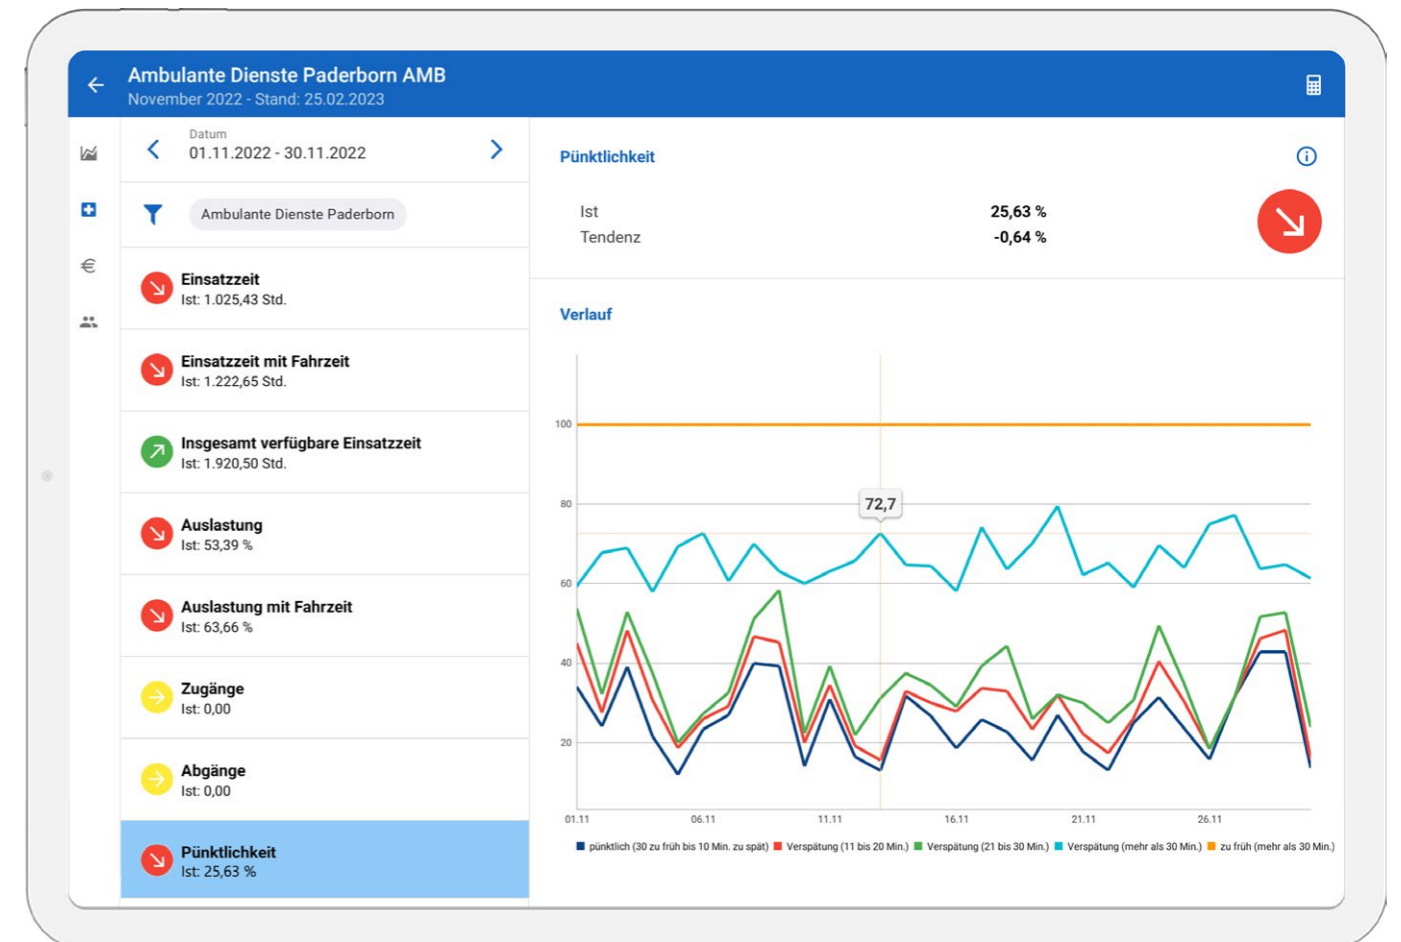 Ambulante Dienste Paderborn AMB
November 2022 - Stand: 25.02.2023
Datum
01.11.2022 - 30.11.2022
Ambulante Dienste Paderborn
Einsatzzeit
Ist: 1.025,43 Std.
Einsatzzeit mit Fahrzeit
Ist: 1.222,65 Std.
Insgesamt verfügbare Einsatzzeit
Ist: 1.920,50 Std.
Auslastung
Ist: 53,39 %
Auslastung mit Fahrzeit
Ist: 63,66 %
Zugänge
Ist: 0,00
Abgänge
Ist: 0,00
Pünktlichkeit
Ist: 25,63 %
Pünktlichkeit
Ist 25,63 %
Tendenz -0,64 %
Verlauf
100
80
60
40
20
72,7
01.11 06.11 11.11 16.11 21.11 26.11
pünktlich (30 zu früh bis 10 Min. zu spät) Verspätung (11 bis 20 Min.) Verspätung (21 bis 30 Min.) Verspätung (mehr als 30 Min.) zu früh (mehr als 30 Min.)